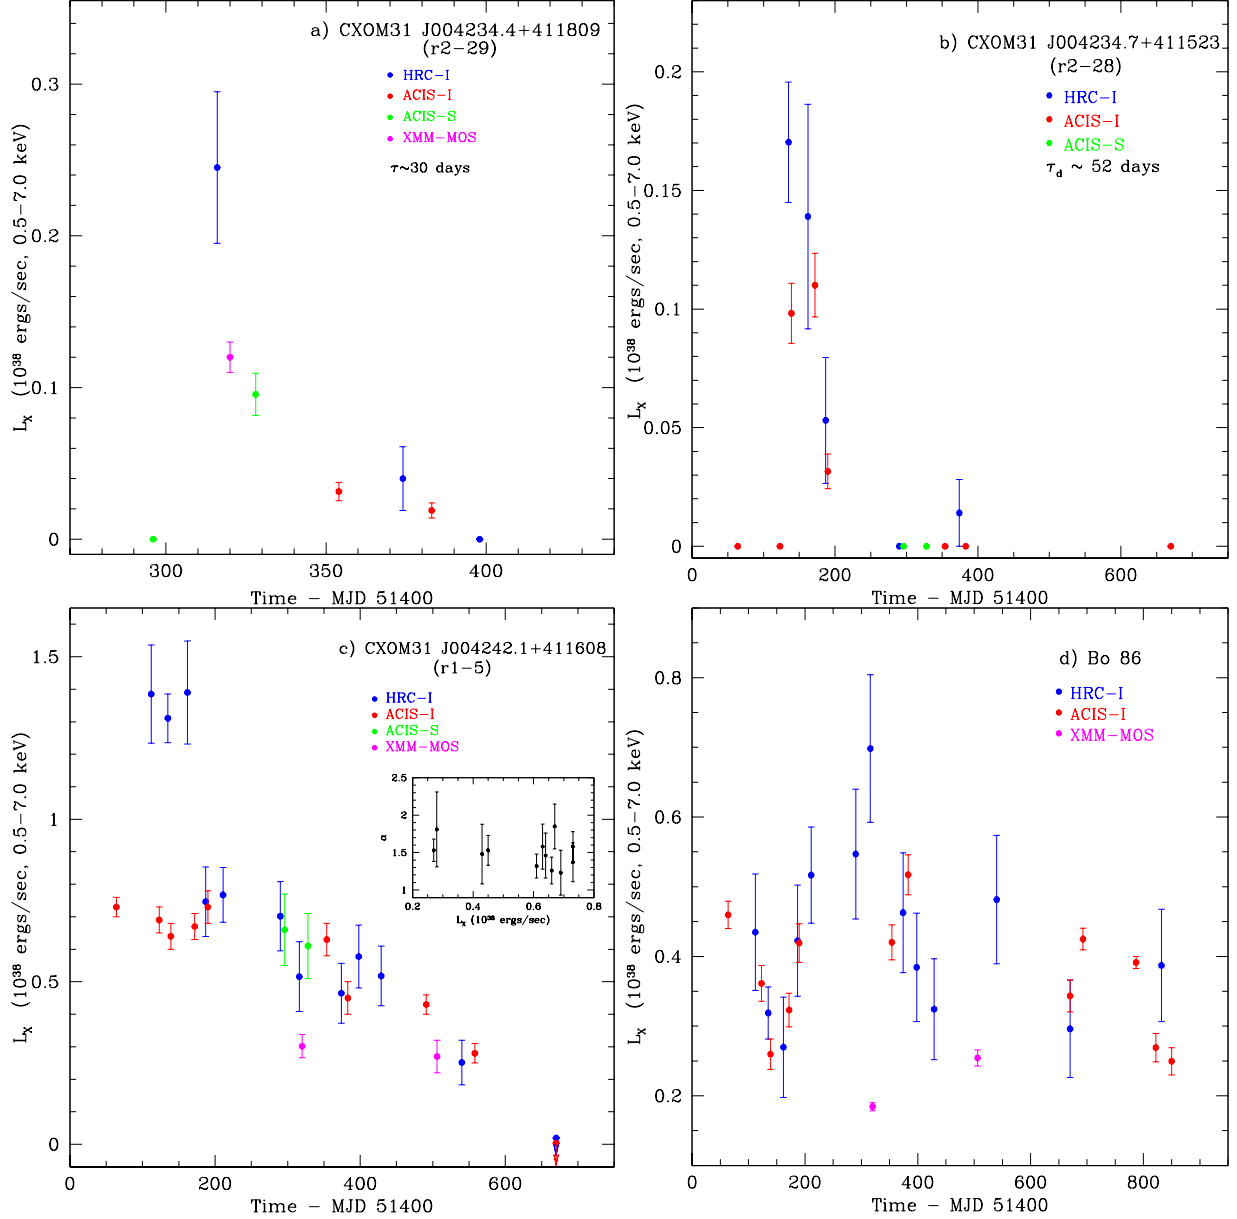 a) CXOM31 J004234.4+411809
(r2−29)
HRC−I
ACIS−I
ACIS−S
XMM−MOS
τ~30 days
0.3
0.2
0.1
0
300 350 400
Time − MJD 51400
L_X (10^38 ergs/sec, 0.5−7.0 keV)
b) CXOM31 J004234.7+411523
(r2−28)
HRC−I
ACIS−I
ACIS−S
τ_d ~ 52 days
0.2
0.15
0.1
0.05
0
0 200 400 600
Time − MJD 51400
L_X (10^38 ergs/sec, 0.5−7.0 keV)
c) CXOM31 J004242.1+411608
(r1−5)
HRC−I
ACIS−I
ACIS−S
XMM−MOS
2.5
2
1.5
1
α
0.2 0.4 0.6 0.8
L_X (10^38 ergs/sec)
1.5
1
0.5
0
0 200 400 600
Time − MJD 51400
L_X (10^38 ergs/sec, 0.5−7.0 keV)
d) Bo 86
HRC−I
ACIS−I
XMM−MOS
0.8
0.6
0.4
0.2
0 200 400 600 800
Time − MJD 51400
L_X (10^38 ergs/sec, 0.5−7.0 keV)